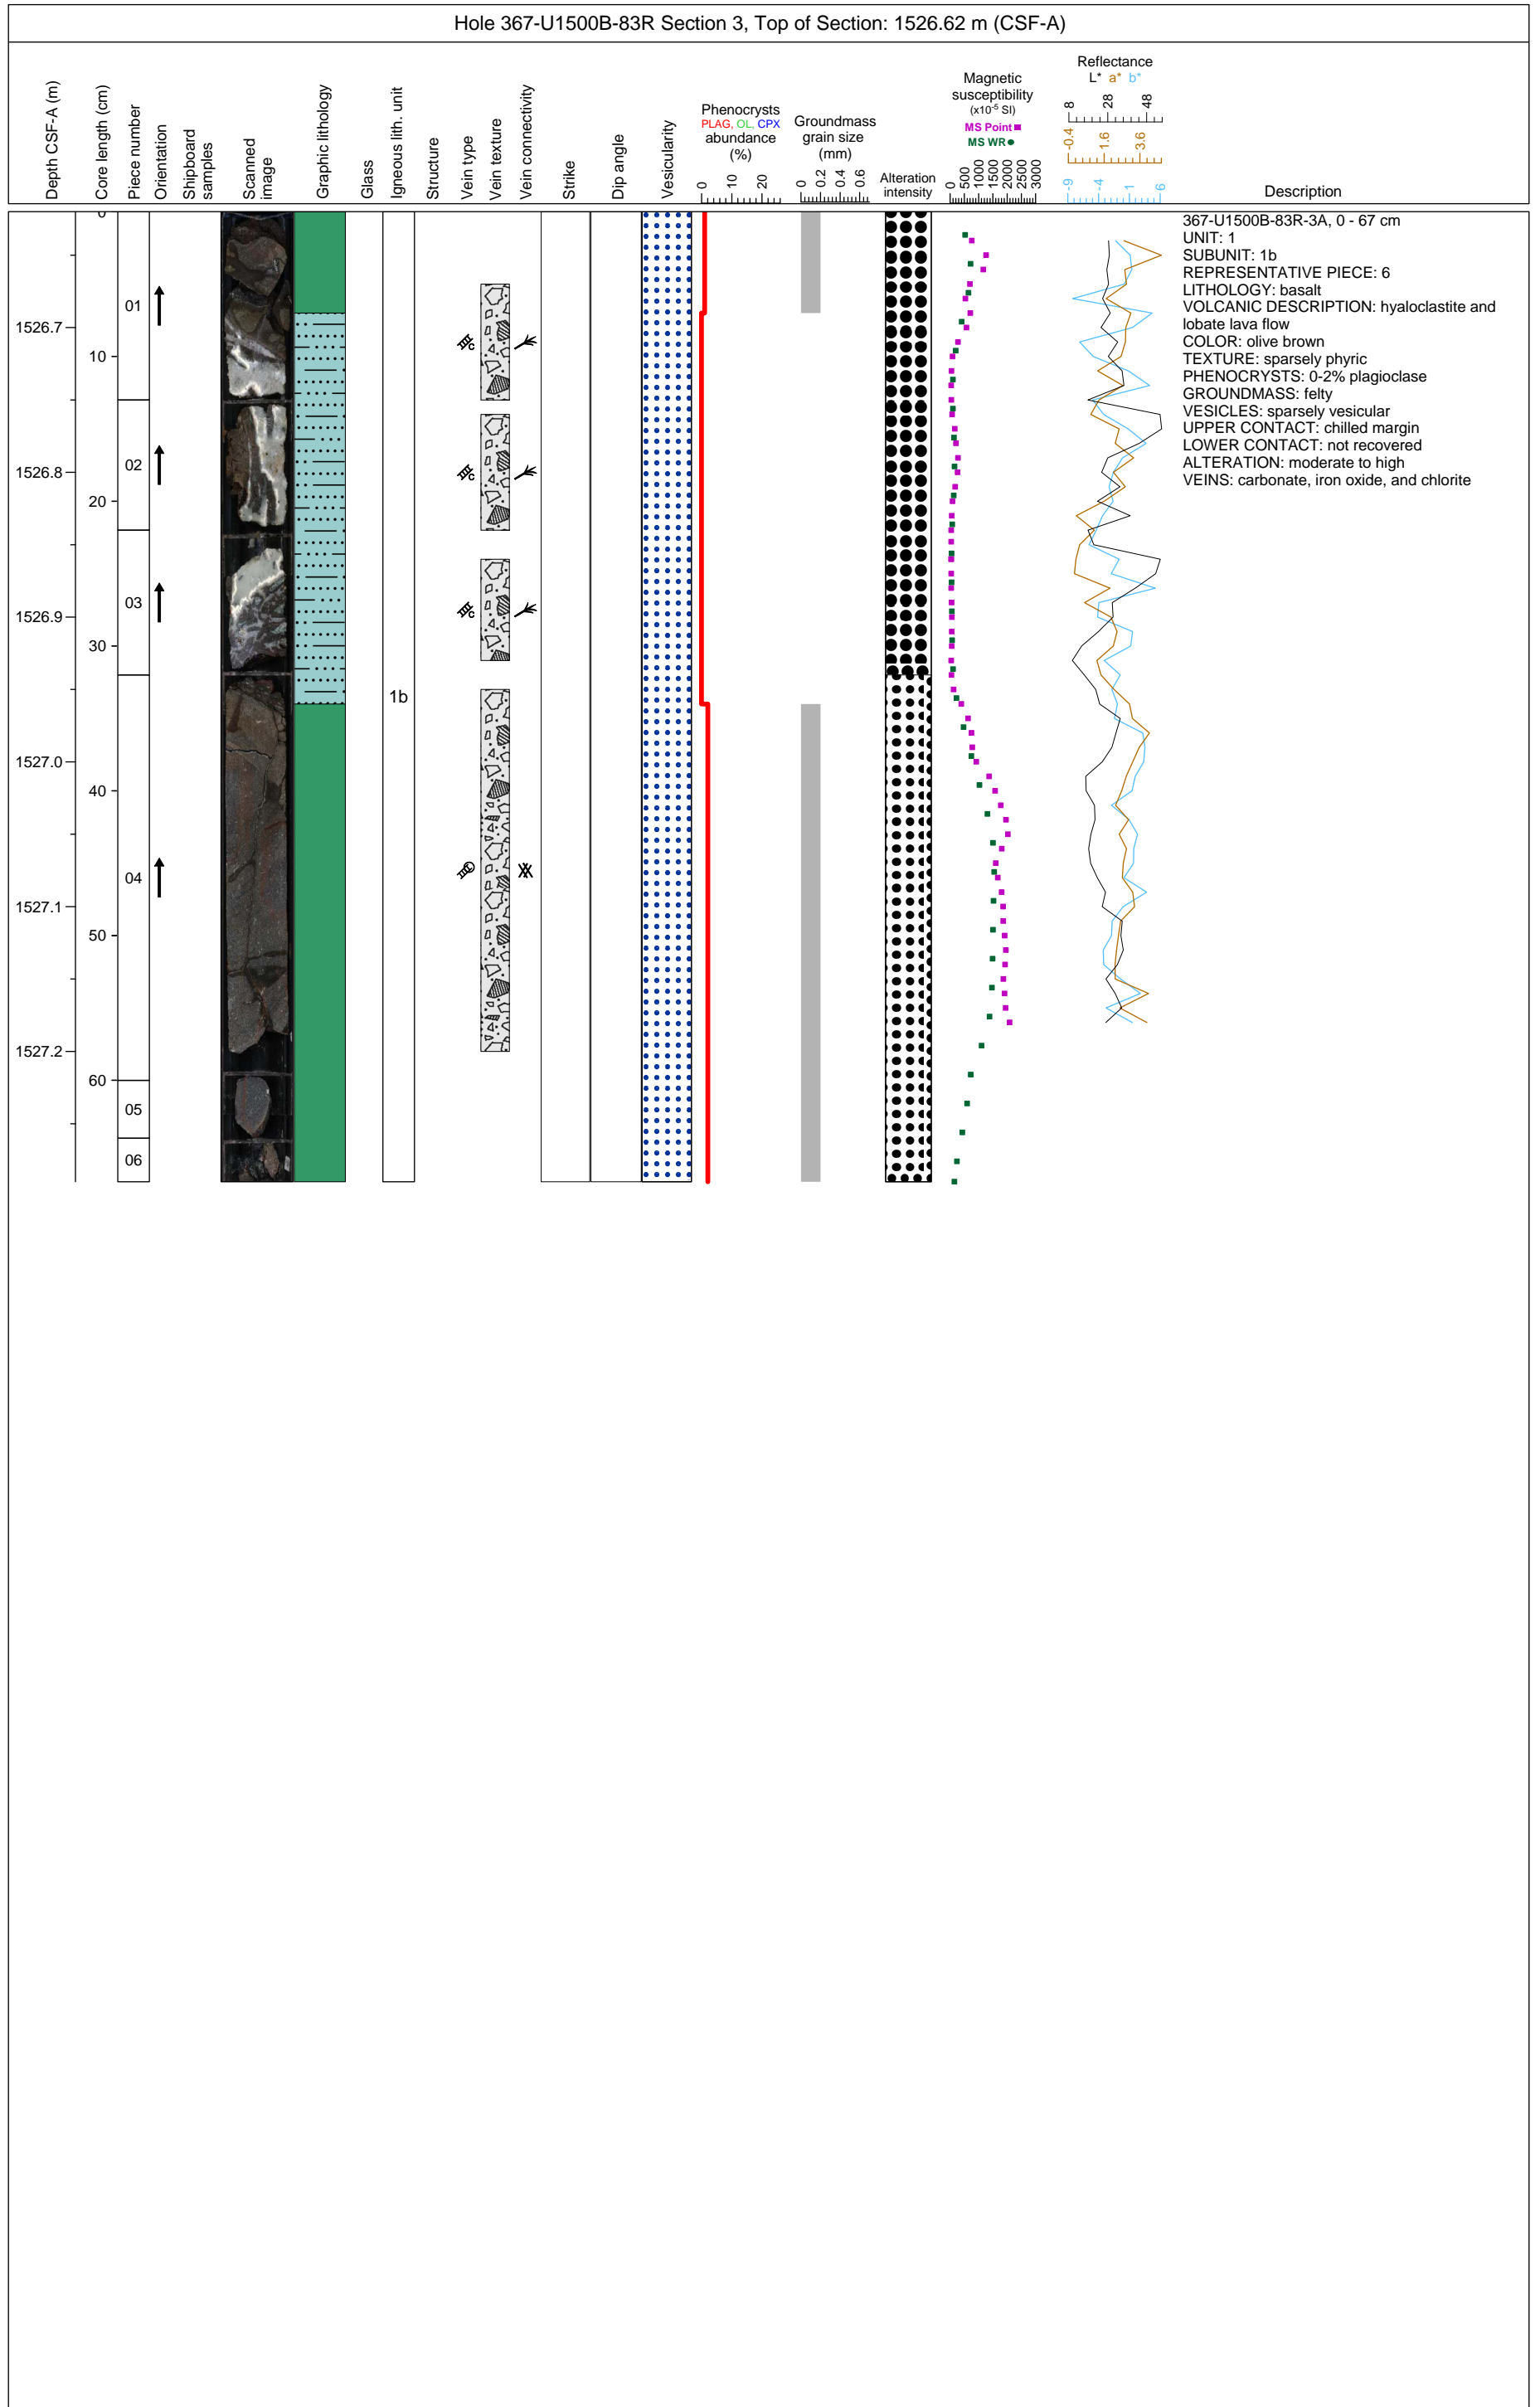 Hole 367-U1500B-83R Section 3, Top of Section: 1526.62 m (CSF-A)
Depth CSF-A (m)
Core length (cm)
Piece number
Orientation
Shipboard
samples
Scanned
image
Graphic lithology
Glass
Igneous lith. unit
Structure
Vein type
Vein texture
Vein connectivity
Strike
Dip angle
Vesicularity
Phenocrysts
PLAG, OL, CPX
abundance
(%)
0 10 20
Groundmass
grain size
(mm)
0 0.2 0.4 0.6
Alteration
intensity
Magnetic
susceptibility
(x10-5 SI)
MS Point
MS WR
0 500 1000 1500 2000 2500 3000
Reflectance
L* a* b*
8 28 48
-0.4 1.6 3.6
-9 -4 1 6
Description
0
1526.7
10
1526.8
20
1526.9
30
1527.0
40
1527.1
50
1527.2
60
01
02
03
04
05
06
1b
367-U1500B-83R-3A, 0 - 67 cm
UNIT: 1
SUBUNIT: 1b
REPRESENTATIVE PIECE: 6
LITHOLOGY: basalt
VOLCANIC DESCRIPTION: hyaloclastite and
lobate lava flow
COLOR: olive brown
TEXTURE: sparsely phyric
PHENOCRYSTS: 0-2% plagioclase
GROUNDMASS: felty
VESICLES: sparsely vesicular
UPPER CONTACT: chilled margin
LOWER CONTACT: not recovered
ALTERATION: moderate to high
VEINS: carbonate, iron oxide, and chlorite